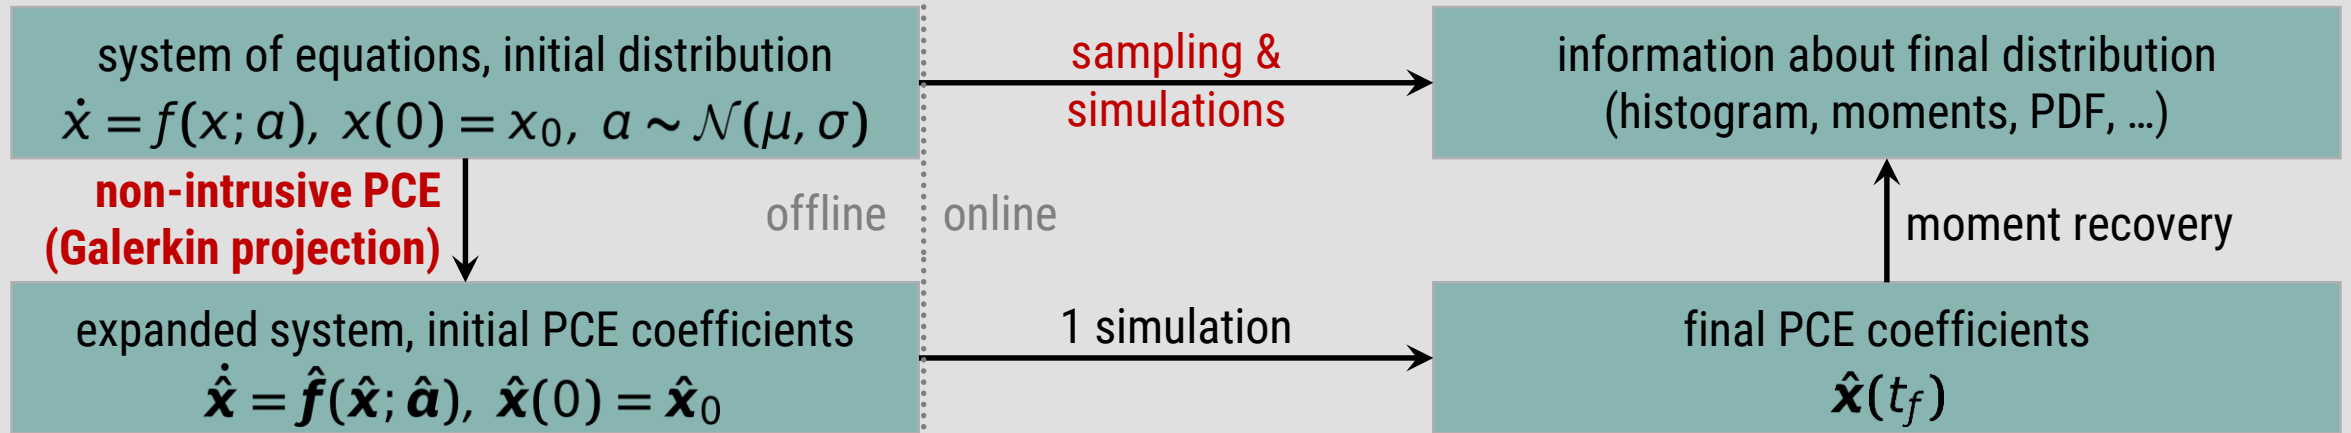 system of equations, initial distribution
ẋ = f(x; a), x(0) = x₀, a ~ 𝒩(μ, σ)
sampling &
simulations
information about final distribution
(histogram, moments, PDF, ...)
non-intrusive PCE
(Galerkin projection)
offline
online
moment recovery
expanded system, initial PCE coefficients
𝒙̂̇ = 𝒇̂(𝒙̂; 𝒂̂), 𝒙̂(0) = 𝒙̂₀
1 simulation
final PCE coefficients
𝒙̂(t_f)